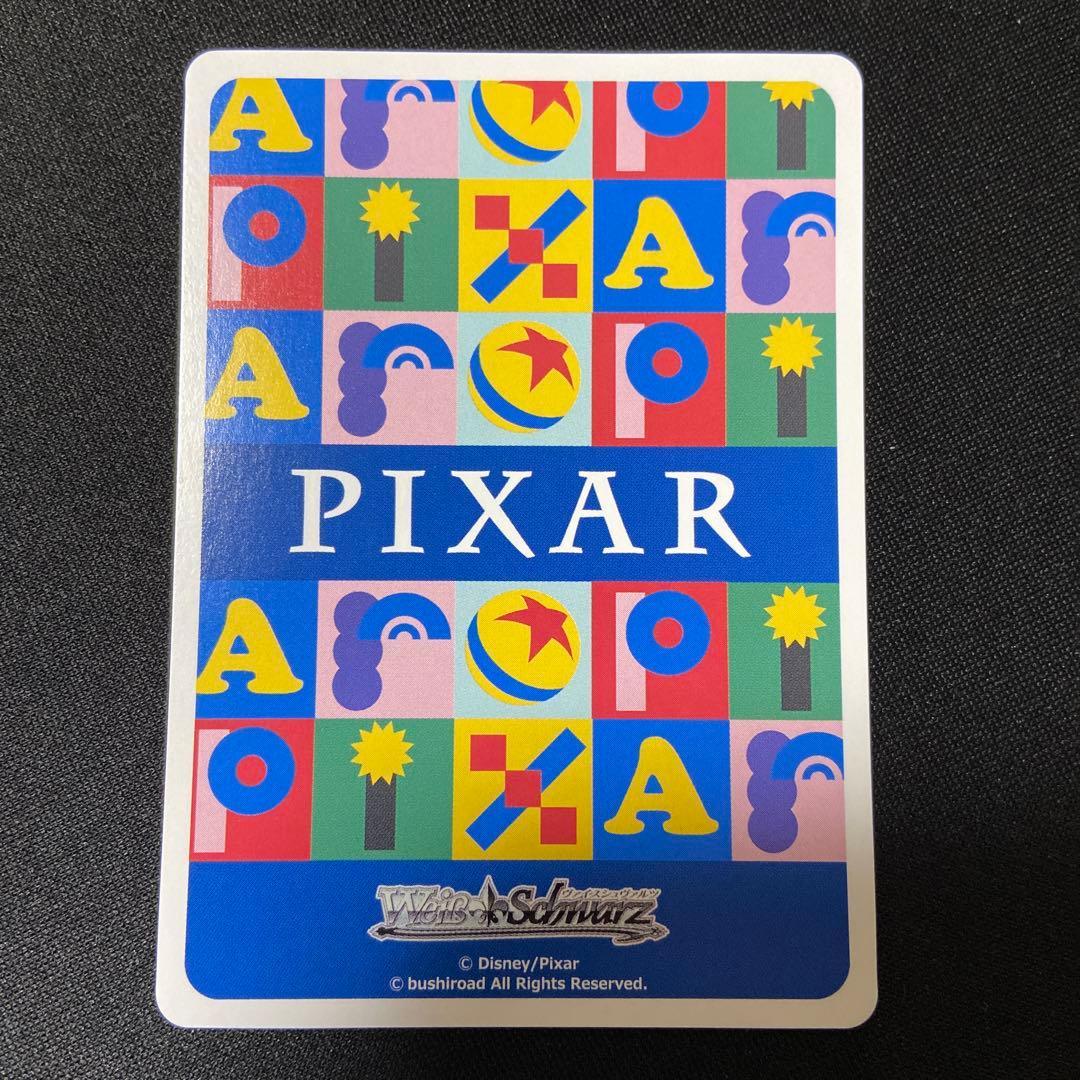 A r P i
P i X A r
A r P i
PIXAR
A r P i
P i X A r
ヴァイスシュヴァルツ
Weiß Schwarz
© Disney/Pixar
© bushiroad All Rights Reserved.